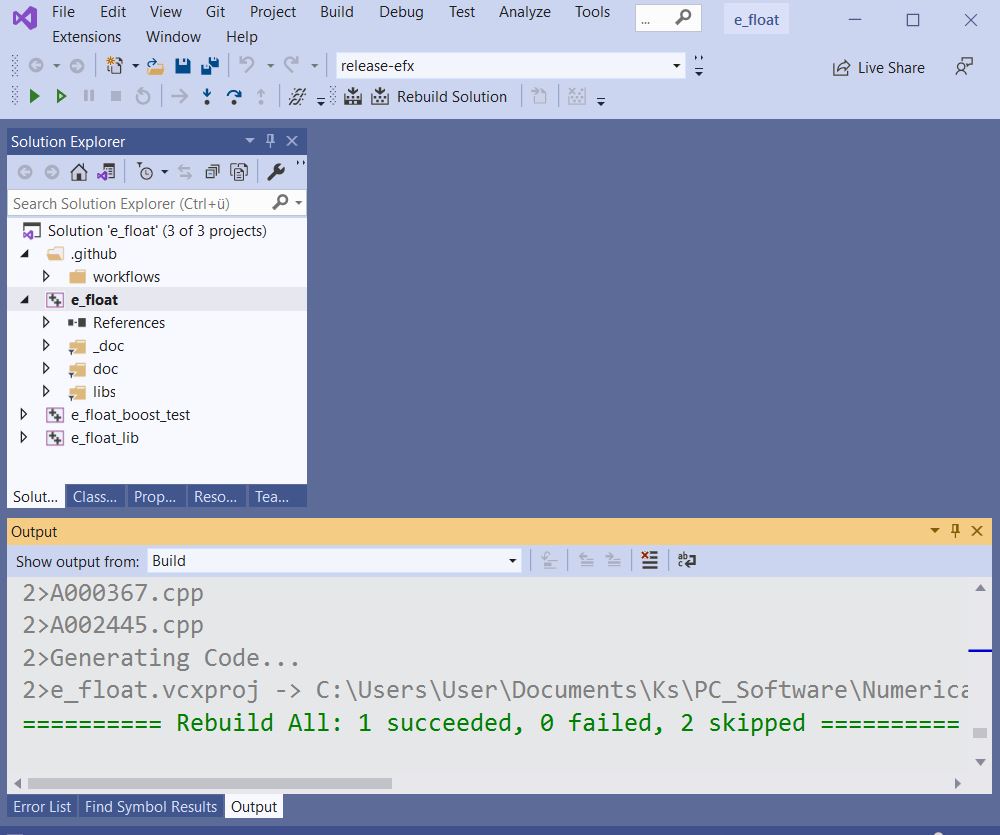 File Edit View Git Project Build Debug Test Analyze Tools ... e_float
Extensions Window Help
release-efx
Live Share
Rebuild Solution
Solution Explorer
Search Solution Explorer (Ctrl+ü)
Solution 'e_float' (3 of 3 projects)
.github
workflows
e_float
References
_doc
doc
libs
e_float_boost_test
e_float_lib
Solut... Class... Prop... Reso... Tea...
Output
Show output from: Build
2>A000367.cpp
2>A002445.cpp
2>Generating Code...
2>e_float.vcxproj -> C:\Users\User\Documents\Ks\PC_Software\Numerica
========== Rebuild All: 1 succeeded, 0 failed, 2 skipped ==========
Error List Find Symbol Results Output